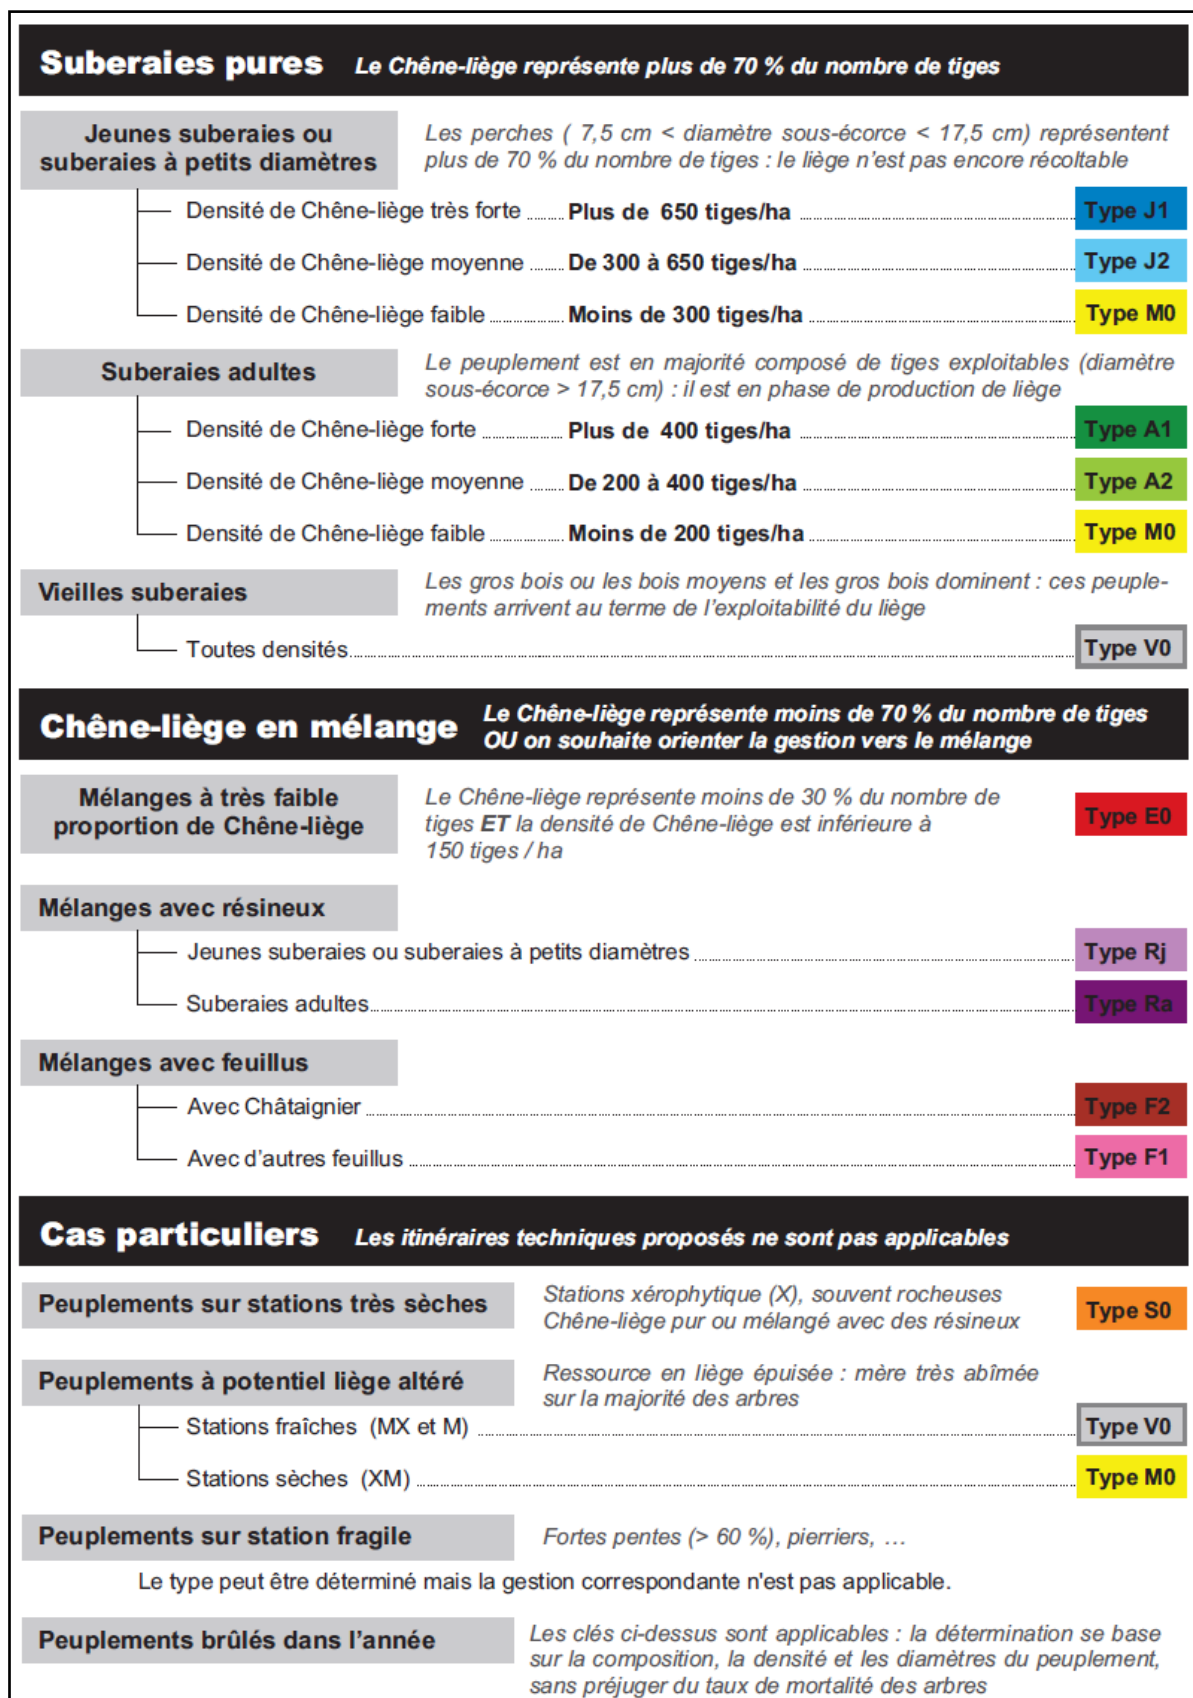 Suberaies pures Le Chêne-liège représente plus de 70 % du nombre de tiges
Jeunes suberaies ou
suberaies à petits diamètres
Les perches ( 7,5 cm < diamètre sous-écorce < 17,5 cm) représentent
plus de 70 % du nombre de tiges : le liège n'est pas encore récoltable
Densité de Chêne-liège très forte ........ Plus de 650 tiges/ha ........ Type J1
Densité de Chêne-liège moyenne ........ De 300 à 650 tiges/ha ........ Type J2
Densité de Chêne-liège faible ........ Moins de 300 tiges/ha ........ Type M0
Suberaies adultes
Le peuplement est en majorité composé de tiges exploitables (diamètre
sous-écorce > 17,5 cm) : il est en phase de production de liège
Densité de Chêne-liège forte ........ Plus de 400 tiges/ha ........ Type A1
Densité de Chêne-liège moyenne ........ De 200 à 400 tiges/ha ........ Type A2
Densité de Chêne-liège faible ........ Moins de 200 tiges/ha ........ Type M0
Vieilles suberaies
Les gros bois ou les bois moyens et les gros bois dominent : ces peuple-
ments arrivent au terme de l'exploitabilité du liège
Toutes densités ........ Type V0
Chêne-liège en mélange
Le Chêne-liège représente moins de 70 % du nombre de tiges
OU on souhaite orienter la gestion vers le mélange
Mélanges à très faible
proportion de Chêne-liège
Le Chêne-liège représente moins de 30 % du nombre de
tiges ET la densité de Chêne-liège est inférieure à
150 tiges / ha
Type E0
Mélanges avec résineux
Jeunes suberaies ou suberaies à petits diamètres ........ Type Rj
Suberaies adultes ........ Type Ra
Mélanges avec feuillus
Avec Châtaignier ........ Type F2
Avec d'autres feuillus ........ Type F1
Cas particuliers Les itinéraires techniques proposés ne sont pas applicables
Peuplements sur stations très sèches
Stations xérophytique (X), souvent rocheuses
Chêne-liège pur ou mélangé avec des résineux
Type S0
Peuplements à potentiel liège altéré
Ressource en liège épuisée : mère très abîmée
sur la majorité des arbres
Stations fraîches (MX et M) ........ Type V0
Stations sèches (XM) ........ Type M0
Peuplements sur station fragile
Fortes pentes (> 60 %), pierriers, …
Le type peut être déterminé mais la gestion correspondante n'est pas applicable.
Peuplements brûlés dans l'année
Les clés ci-dessus sont applicables : la détermination se base
sur la composition, la densité et les diamètres du peuplement,
sans préjuger du taux de mortalité des arbres